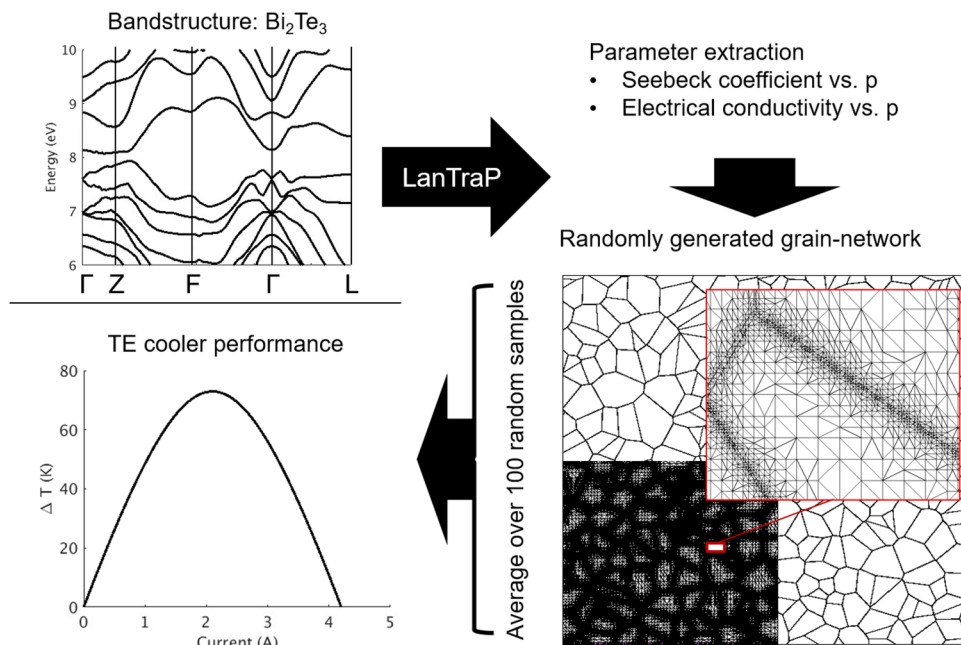 Bandstructure: Bi₂Te₃
10
9
8
7
6
Energy (eV)
Γ Z F Γ L
LanTraP
Parameter extraction
• Seebeck coefficient vs. p
• Electrical conductivity vs. p
Randomly generated grain-network
Average over 100 random samples
TE cooler performance
80
60
40
20
0
Δ T (K)
0 1 2 3 4 5
Current (A)